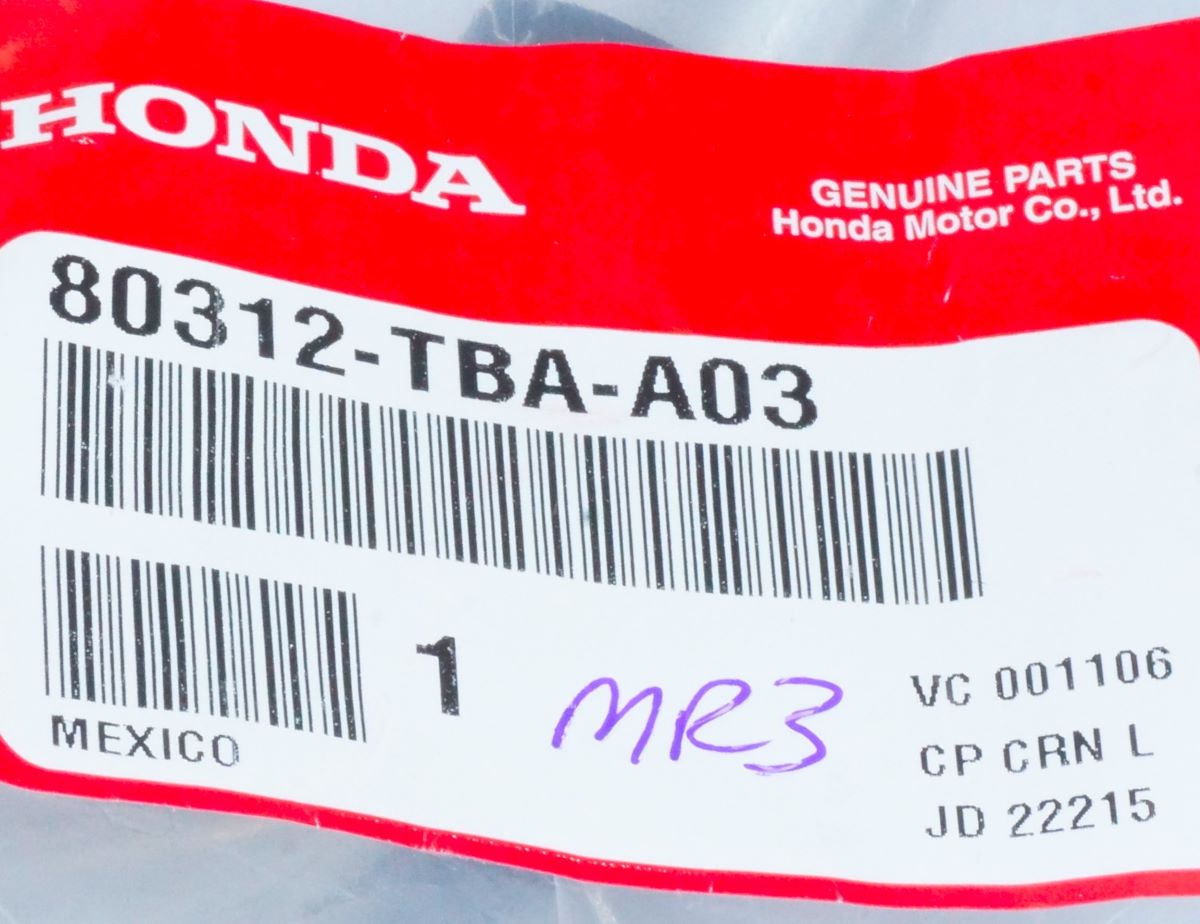 HONDA
GENUINE PARTS
Honda Motor Co., Ltd.
80312-TBA-A03
1
MR3
MEXICO
VC 001106
CP CRN L
JD 22215